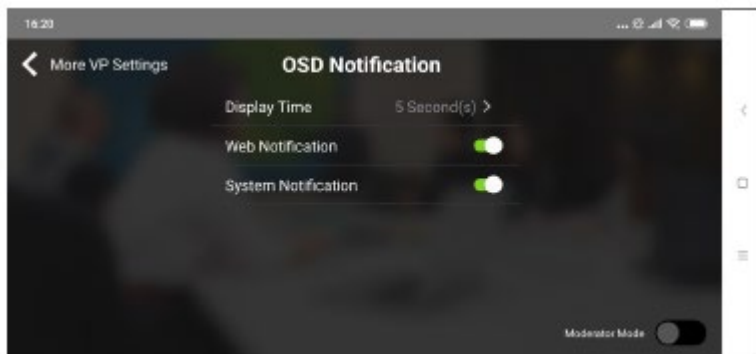 16:20
...
More VP Settings
OSD Notification
Display Time 5 Second(s) >
Web Notification
System Notification
Moderator Mode